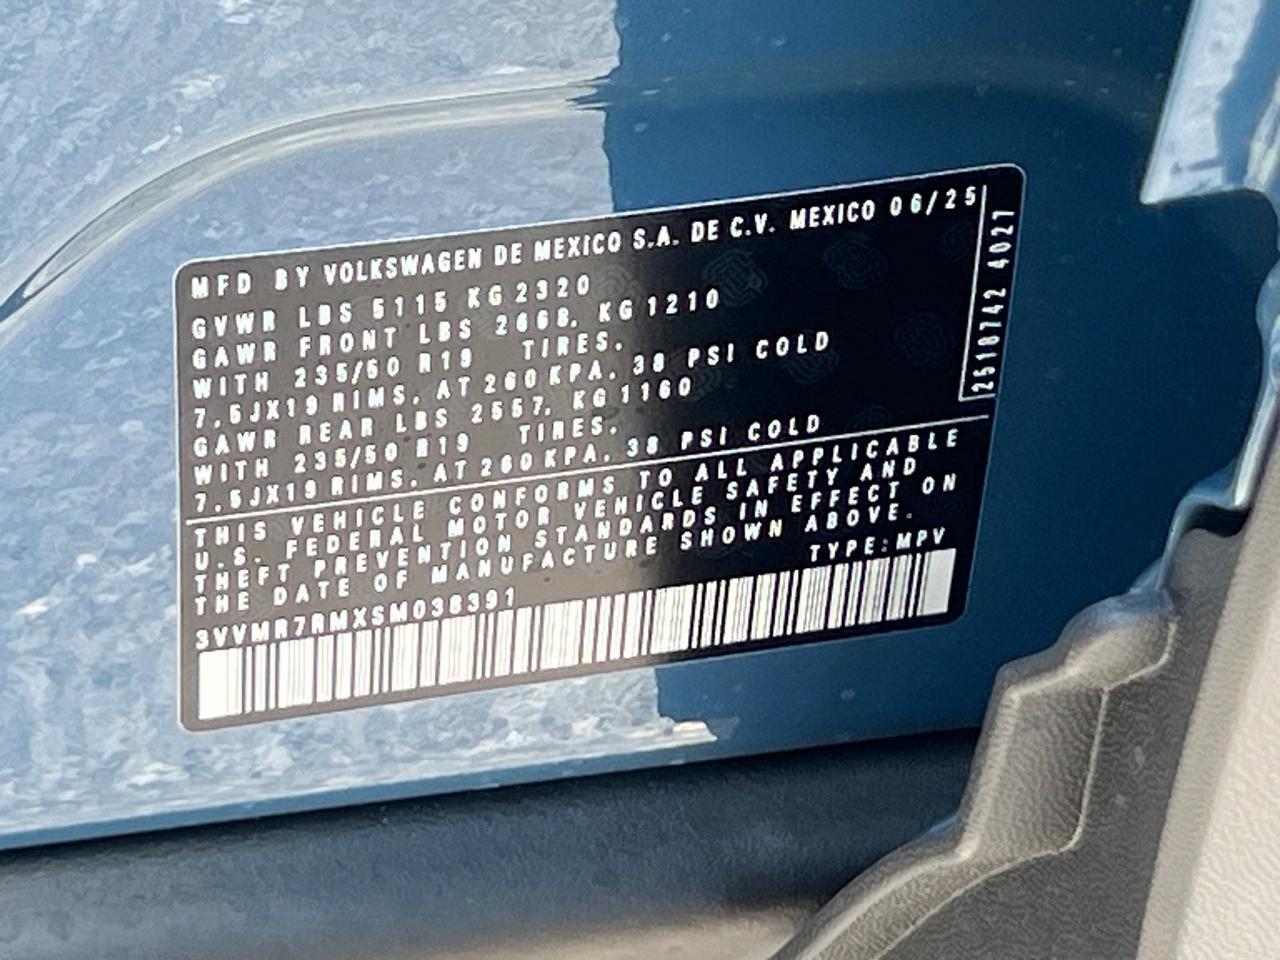 MFD BY VOLKSWAGEN DE MEXICO S.A. DE C.V. MEXICO 06/25
GVWR LBS 5115 KG 2320
GAWR FRONT LBS 2668. KG 1210
WITH 235/50 R19 TIRES.
7.5JX19 RIMS. AT 260 KPA. 38 PSI COLD
GAWR REAR LBS 2557. KG 1160
WITH 235/50 R19 TIRES.
7.5JX19 RIMS. AT 260 KPA. 38 PSI COLD
2518742 4021
THIS VEHICLE CONFORMS TO ALL APPLICABLE
U.S. FEDERAL MOTOR VEHICLE SAFETY AND
THEFT PREVENTION STANDARDS IN EFFECT ON
THE DATE OF MANUFACTURE SHOWN ABOVE.
TYPE:MPV
3VVMR7RMXSM038391